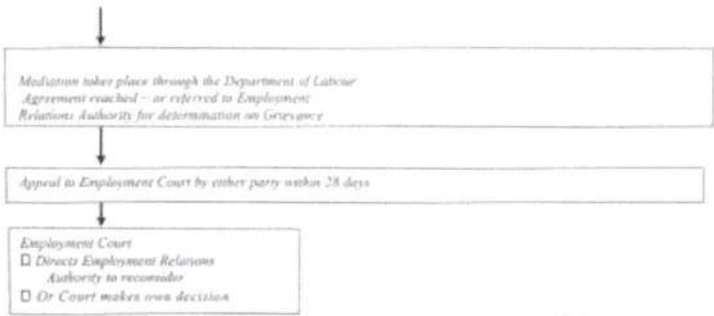 Mediation takes place through the Department of Labour
Agreement reached – or referred to Employment
Relations Authority for determination on Grievance
Appeal to Employment Court by either party within 28 days
Employment Court
☐ Directs Employment Relations
Authority to reconsider
☐ Or Court makes own decision